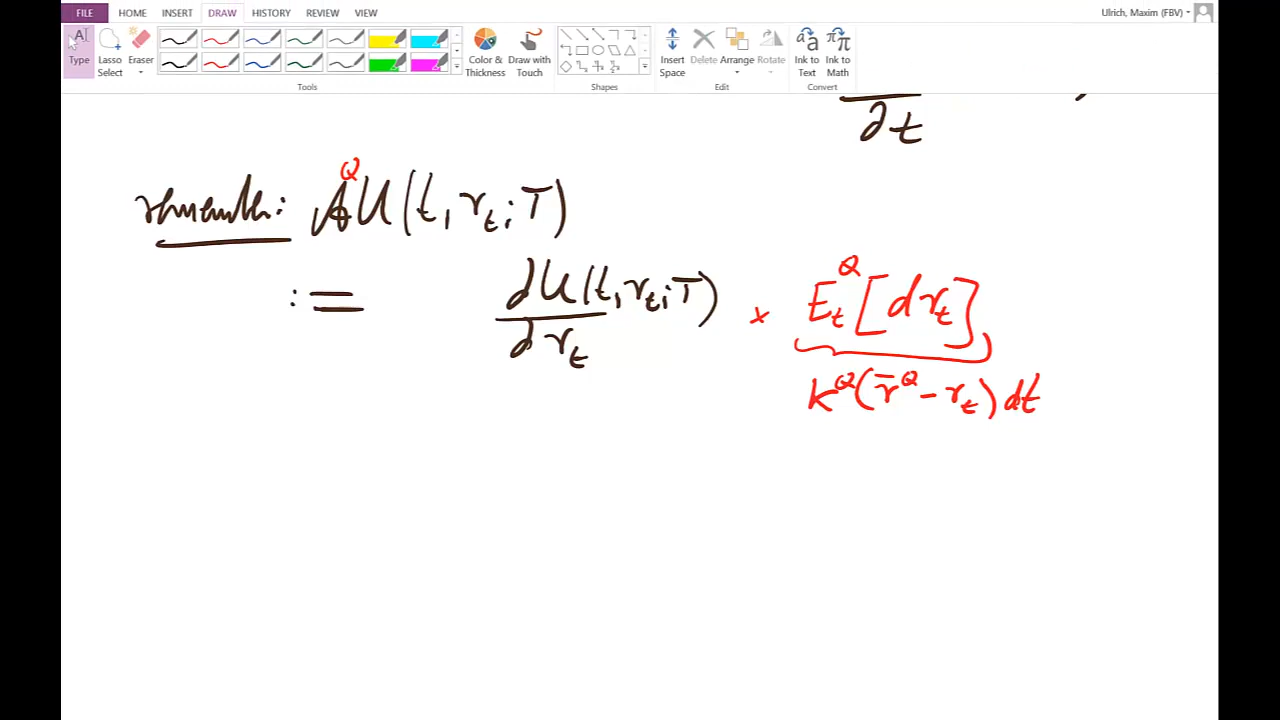 FILE HOME INSERT DRAW HISTORY REVIEW VIEW Ulrich, Maxim (FBV)
Type Lasso Select Eraser Color & Thickness Draw with Touch Insert Space Delete Arrange Rotate Ink to Text Ink to Math
Tools Shapes Edit Convert
∂t
remember: A^Q U(t, r_t; T)
:= ∂U(t, r_t; T) / ∂r_t × E_t^Q [dr_t]
k^Q (r̄^Q - r_t) dt